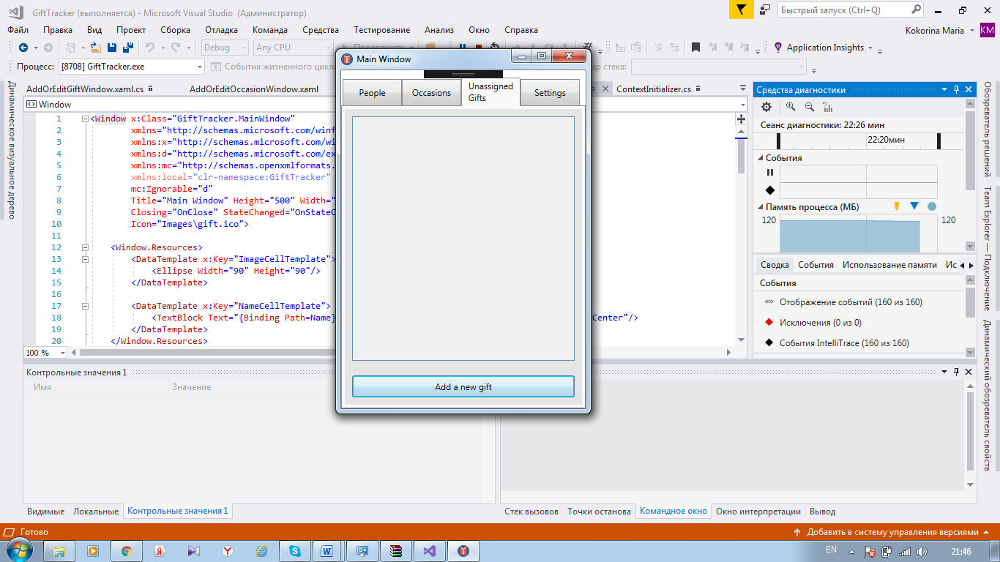 GiftTracker (выполняется) - Microsoft Visual Studio (Администратор)
Быстрый запуск (Ctrl+Q)
Файл Правка Вид Проект Сборка Отладка Команда Средства Тестирование Анализ Окно Справка
Kokorina Maria KM
Debug Any CPU Продолжить Application Insights
Процесс: [8708] GiftTracker.exe События жизненного цикла стека:
AddOrEditGiftWindow.xaml.cs AddOrEditOccasionWindow.xaml ContextInitializer.cs
Window
1 <Window x:Class="GiftTracker.MainWindow"
2 xmlns="http://schemas.microsoft.com/winf
3 xmlns:x="http://schemas.microsoft.com/wi
4 xmlns:d="http://schemas.microsoft.com/ex
5 xmlns:mc="http://schemas.openxmlformats.
6 xmlns:local="clr-namespace:GiftTracker"
7 mc:Ignorable="d"
8 Title="Main Window" Height="500" Width="
9 Closing="OnClose" StateChanged="OnStateC
10 Icon="Images\gift.ico">
11
12 <Window.Resources>
13 <DataTemplate x:Key="ImageCellTemplate">
14 <Ellipse Width="90" Height="90"/>
15 </DataTemplate>
16
17 <DataTemplate x:Key="NameCellTemplate">
18 <TextBlock Text="{Binding Path=Name} Center"/>
19 </DataTemplate>
20 </Window.Resources>
100 %
Main Window
People Occasions Unassigned Settings
Gifts
Add a new gift
Средства диагностики
Сеанс диагностики: 22:26 мин
22:20мин
События
Память процесса (МБ)
120 120
Сводка События Использование памяти Ис
События
Отображение событий (160 из 160)
Исключения (0 из 0)
События IntelliTrace (160 из 160)
Динамическое визуальное дерево
Обозреватель решений
Team Explorer — Подключение
Динамический обозреватель свойств
Контрольные значения 1
Имя Значение
Видимые Локальные Контрольные значения 1
Стек вызовов Точки останова Командное окно Окно интерпретации Вывод
Готово Добавить в систему управления версиями
EN 21:46